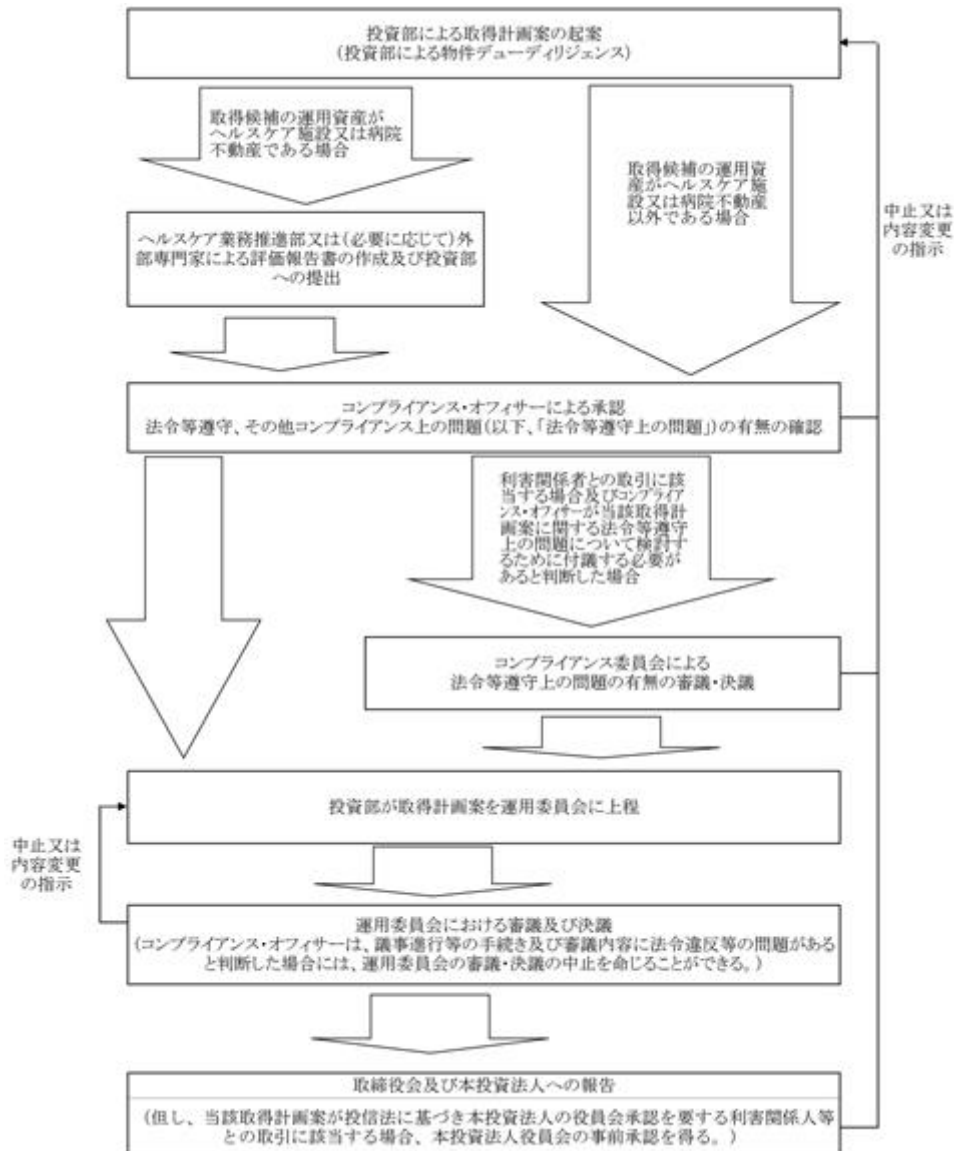 投資部による取得計画案の起案
(投資部による物件デューディリジェンス)
取得候補の運用資産が
ヘルスケア施設又は病院
不動産である場合
取得候補の運用資
産がヘルスケア施
設又は病院不動産
以外である場合
中止又は
内容変更
の指示
ヘルスケア業務推進部又は(必要に応じて)外
部専門家による評価報告書の作成及び投資部
への提出
コンプライアンス・オフィサーによる承認
法令等遵守、その他コンプライアンス上の問題(以下、「法令等遵守上の問題」)の有無の確認
利害関係者との取引に該
当する場合及びコンプライア
ンス・オフィサーが当該取得計
画案に関する法令等遵守
上の問題について検討す
るために付議する必要が
あると判断した場合
コンプライアンス委員会による
法令等遵守上の問題の有無の審議・決議
投資部が取得計画案を運用委員会に上程
中止又は
内容変更
の指示
運用委員会における審議及び決議
(コンプライアンス・オフィサーは、議事進行等の手続き及び審議内容に法令違反等の問題がある
と判断した場合には、運用委員会の審議・決議の中止を命じることができる。)
取締役会及び本投資法人への報告
(但し、当該取得計画案が投信法に基づき本投資法人の役員会承認を要する利害関係人等
との取引に該当する場合、本投資法人役員会の事前承認を得る。)